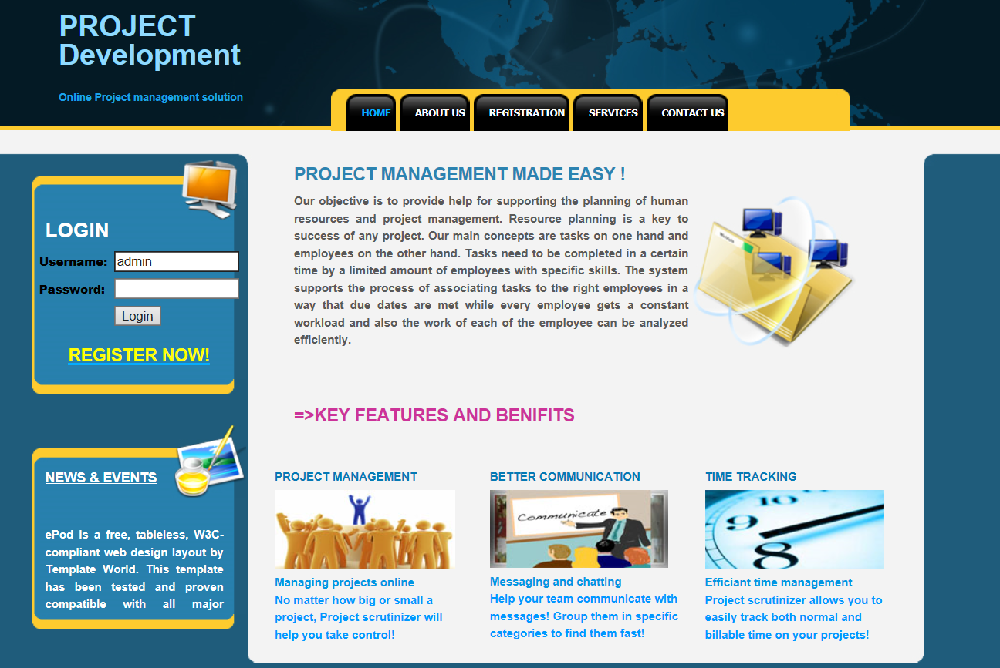 PROJECT
Development
Online Project management solution
HOME
ABOUT US
REGISTRATION
SERVICES
CONTACT US
LOGIN
Username: admin
Password:
Login
REGISTER NOW!
NEWS & EVENTS
ePod is a free, tableless, W3C-
compliant web design layout by
Template World. This template
has been tested and proven
compatible with all major
PROJECT MANAGEMENT MADE EASY !
Our objective is to provide help for supporting the planning of human
resources and project management. Resource planning is a key to
success of any project. Our main concepts are tasks on one hand and
employees on the other hand. Tasks need to be completed in a certain
time by a limited amount of employees with specific skills. The system
supports the process of associating tasks to the right employees in a
way that due dates are met while every employee gets a constant
workload and also the work of each of the employee can be analyzed
efficiently.
=>KEY FEATURES AND BENIFITS
PROJECT MANAGEMENT
Managing projects online
No matter how big or small a
project, Project scrutinizer will
help you take control!
BETTER COMMUNICATION
Communicate
Messaging and chatting
Help your team communicate with
messages! Group them in specific
categories to find them fast!
TIME TRACKING
10
9
8
Efficiant time management
Project scrutinizer allows you to
easily track both normal and
billable time on your projects!